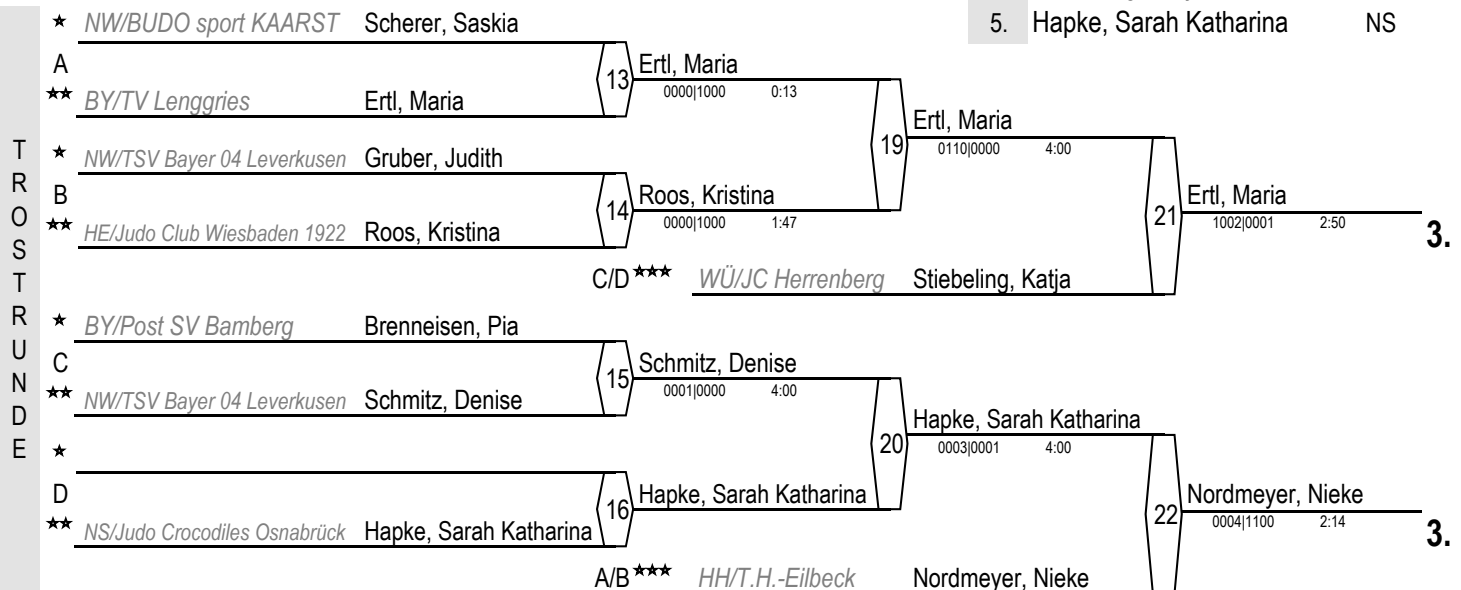 ★ NW/BUDO sport KAARST Scherer, Saskia
5. Hapke, Sarah Katharina NS
A
13 Ertl, Maria
0000|1000 0:13
★★ BY/TV Lenggries Ertl, Maria
19 Ertl, Maria
0110|0000 4:00
★ NW/TSV Bayer 04 Leverkusen Gruber, Judith
B
14 Roos, Kristina
0000|1000 1:47
21 Ertl, Maria
1002|0001 2:50
3.
★★ HE/Judo Club Wiesbaden 1922 Roos, Kristina
C/D ★★★ WÜ/JC Herrenberg Stiebeling, Katja
TROSTRUNDE
★ BY/Post SV Bamberg Brenneisen, Pia
C
15 Schmitz, Denise
0001|0000 4:00
★★ NW/TSV Bayer 04 Leverkusen Schmitz, Denise
20 Hapke, Sarah Katharina
0003|0001 4:00
★
D
16 Hapke, Sarah Katharina
22 Nordmeyer, Nieke
0004|1100 2:14
3.
★★ NS/Judo Crocodiles Osnabrück Hapke, Sarah Katharina
A/B ★★★ HH/T.H.-Eilbeck Nordmeyer, Nieke